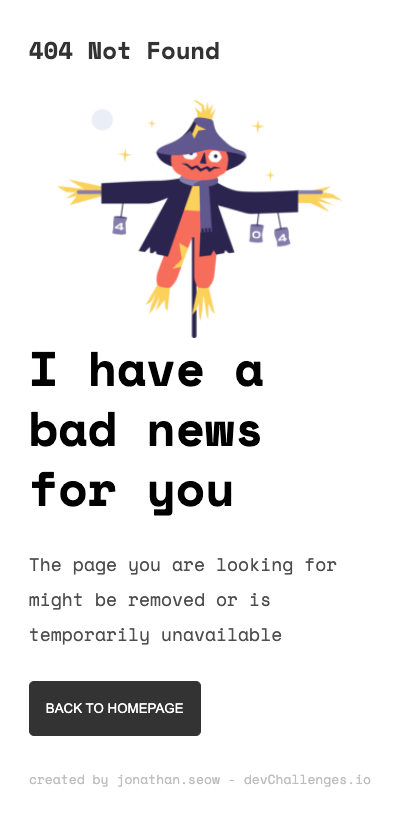 404 Not Found
4
0 4
I have a
bad news
for you
The page you are looking for
might be removed or is
temporarily unavailable
BACK TO HOMEPAGE
created by jonathan.seow - devChallenges.io